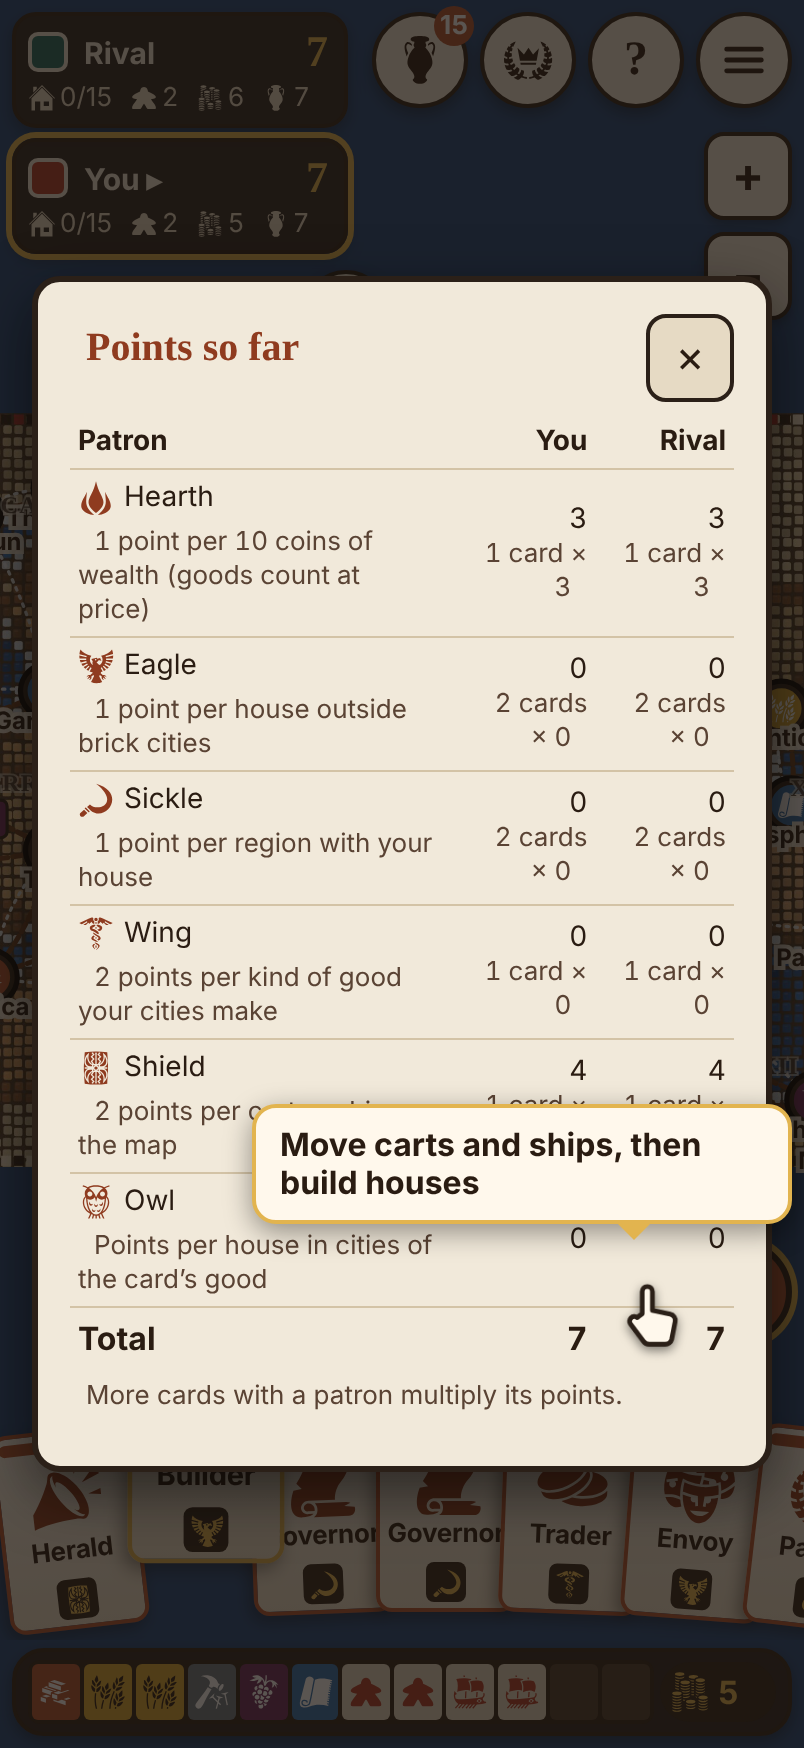 Rival 7
0/15 2 6 7
15
?
You ▸ 7
0/15 2 5 7
+
Points so far
×
Patron You Rival
Hearth
1 point per 10 coins of
wealth (goods count at
price)
3
1 card ×
3
3
1 card ×
3
Eagle
1 point per house outside
brick cities
0
2 cards
× 0
0
2 cards
× 0
Sickle
1 point per region with your
house
0
2 cards
× 0
0
2 cards
× 0
Wing
2 points per kind of good
your cities make
0
1 card ×
0
0
1 card ×
0
Shield
2 points per
the map
4
1 card ×
4
1 card ×
Move carts and ships, then
build houses
Owl
Points per house in cities of
the card’s good
0
0
Total 7 7
More cards with a patron multiply its points.
Herald
Builder
Governor
Governor
Trader
Envoy
5